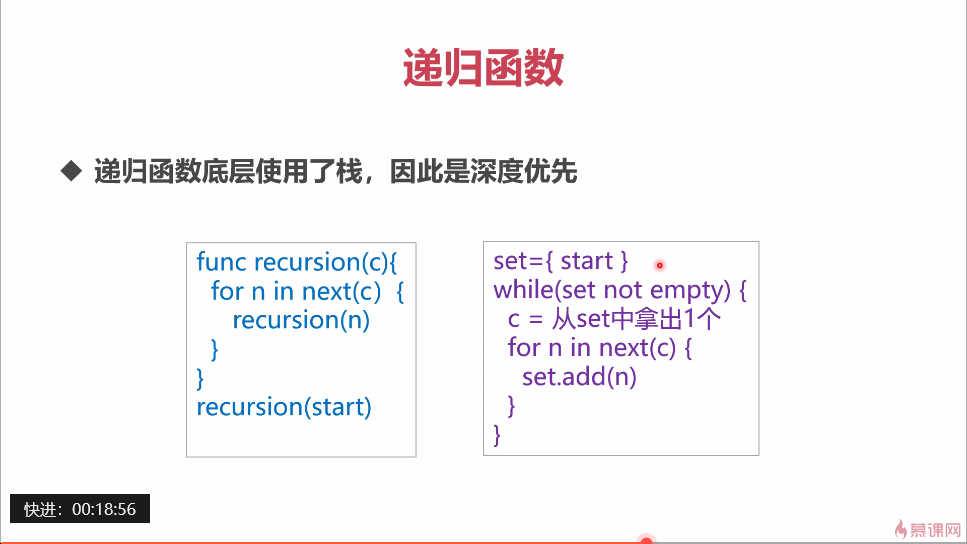 递归函数
◆ 递归函数底层使用了栈，因此是深度优先
func recursion(c){
for n in next(c）{
recursion(n)
}
}
recursion(start)
set={ start }
while(set not empty) {
c = 从set中拿出1个
for n in next(c) {
set.add(n)
}
}
快进：00:18:56
慕课网